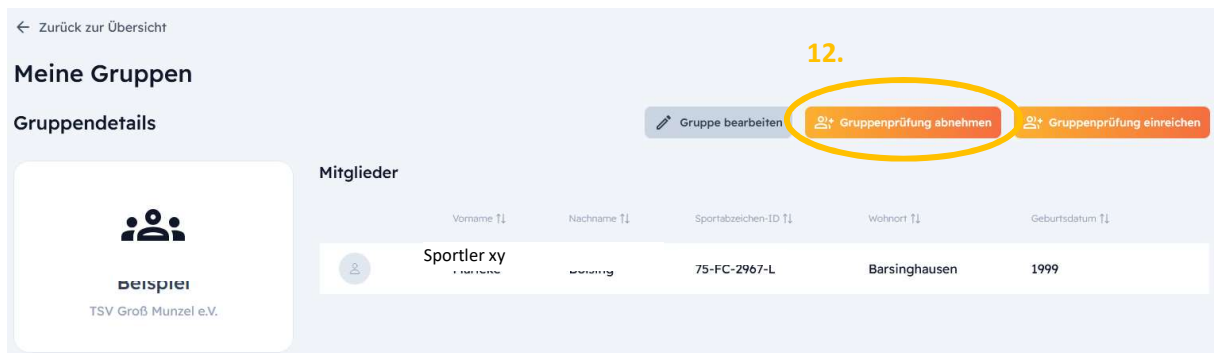 ← Zurück zur Übersicht
12.
Meine Gruppen
Gruppendetails
Gruppe bearbeiten
Gruppenprüfung abnehmen
Gruppenprüfung einreichen
Mitglieder
Vorname ↑↓ Nachname ↑↓ Sportabzeichen-ID ↑↓ Wohnort ↑↓ Geburtsdatum ↑↓
Sportler xy
75-FC-2967-L Barsinghausen 1999
Beispiel
TSV Groß Munzel e.V.